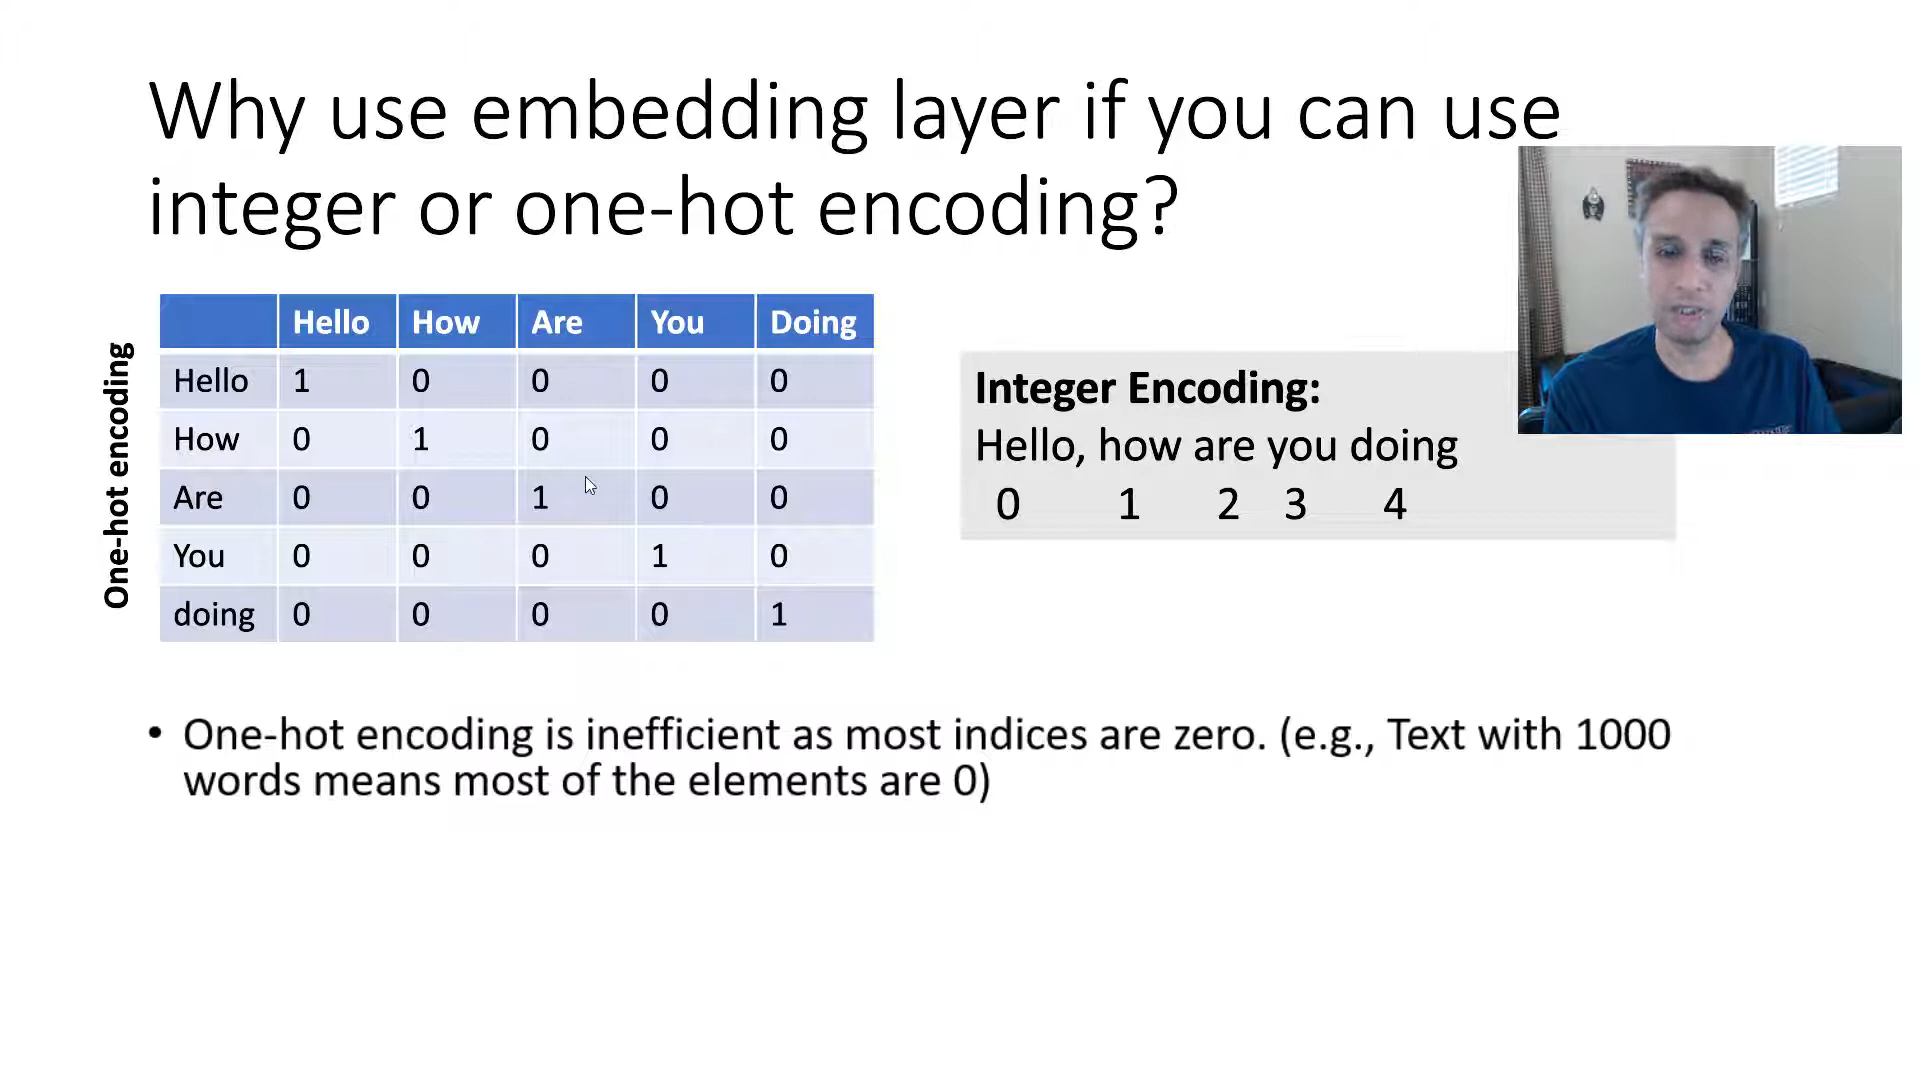 Why use embedding layer if you can use
integer or one-hot encoding?
One-hot encoding
Hello How Are You Doing
Hello 1 0 0 0 0
How 0 1 0 0 0
Are 0 0 1 0 0
You 0 0 0 1 0
doing 0 0 0 0 1
Integer Encoding:
Hello, how are you doing
0 1 2 3 4
• One-hot encoding is inefficient as most indices are zero. (e.g., Text with 1000
words means most of the elements are 0)